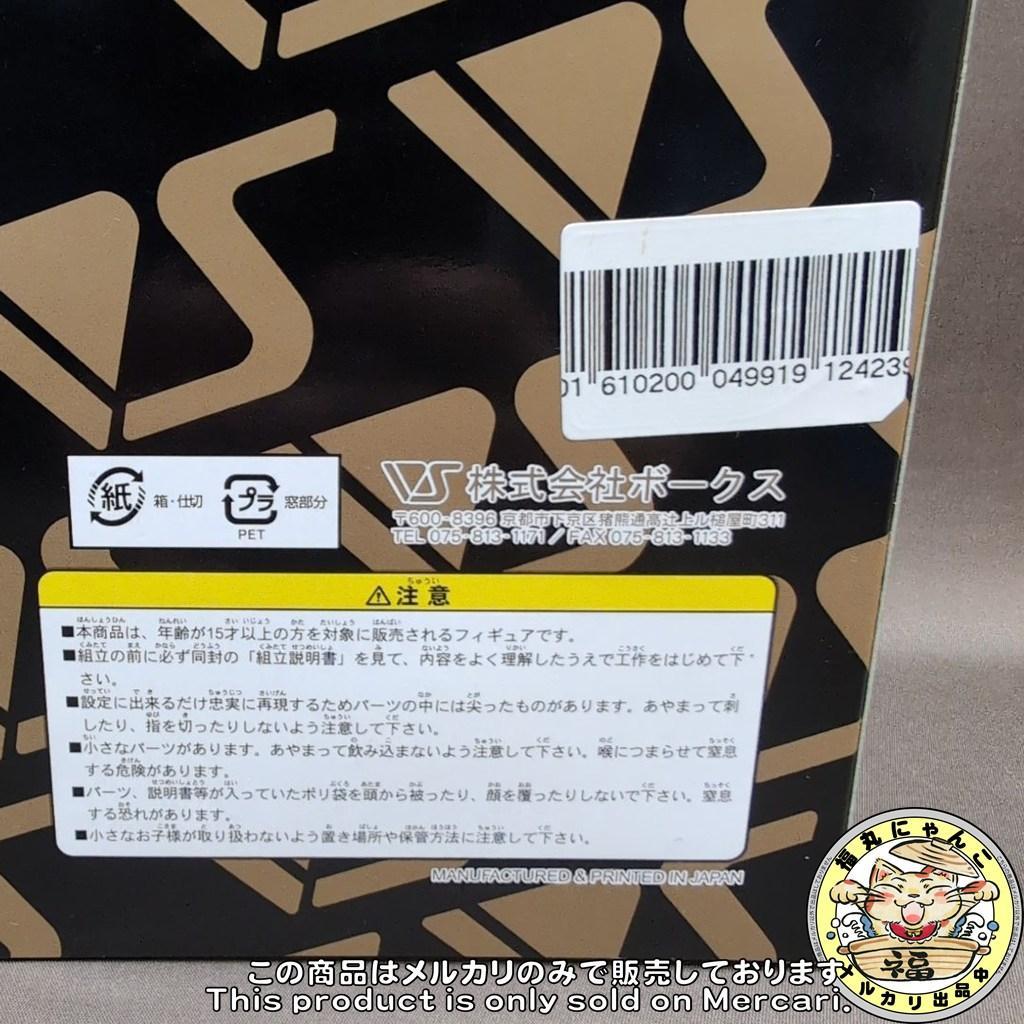 01 610200 049919 124239
紙 箱・仕切 プラ 窓部分
PET
VS 株式会社ボークス
〒600-8396 京都市下京区猪熊通高辻上ル槌屋町311
TEL 075-813-1171 / FAX 075-813-1133
⚠注意
■本商品は、年齢が15才以上の方を対象に販売されるフィギュアです。
■組立の前に必ず同封の「組立説明書」を見て、内容をよく理解したうえで工作をはじめて下
さい。
■設定に出来るだけ忠実に再現するためパーツの中には尖ったものがあります。あやまって刺
したり、指を切ったりしないよう注意して下さい。
■小さなパーツがあります。あやまって飲み込まないよう注意して下さい。喉につまらせて窒息
する危険があります。
■パーツ、説明書等が入っていたポリ袋を頭から被ったり、顔を覆ったりしないで下さい。窒息
する恐れがあります。
■小さなお子様が取り扱わないよう置き場所や保管方法に注意して下さい。
MANUFACTURED & PRINTED IN JAPAN
福丸にゃんこ
福
メルカリ出品中
この商品はメルカリのみで販売しております
This product is only sold on Mercari.